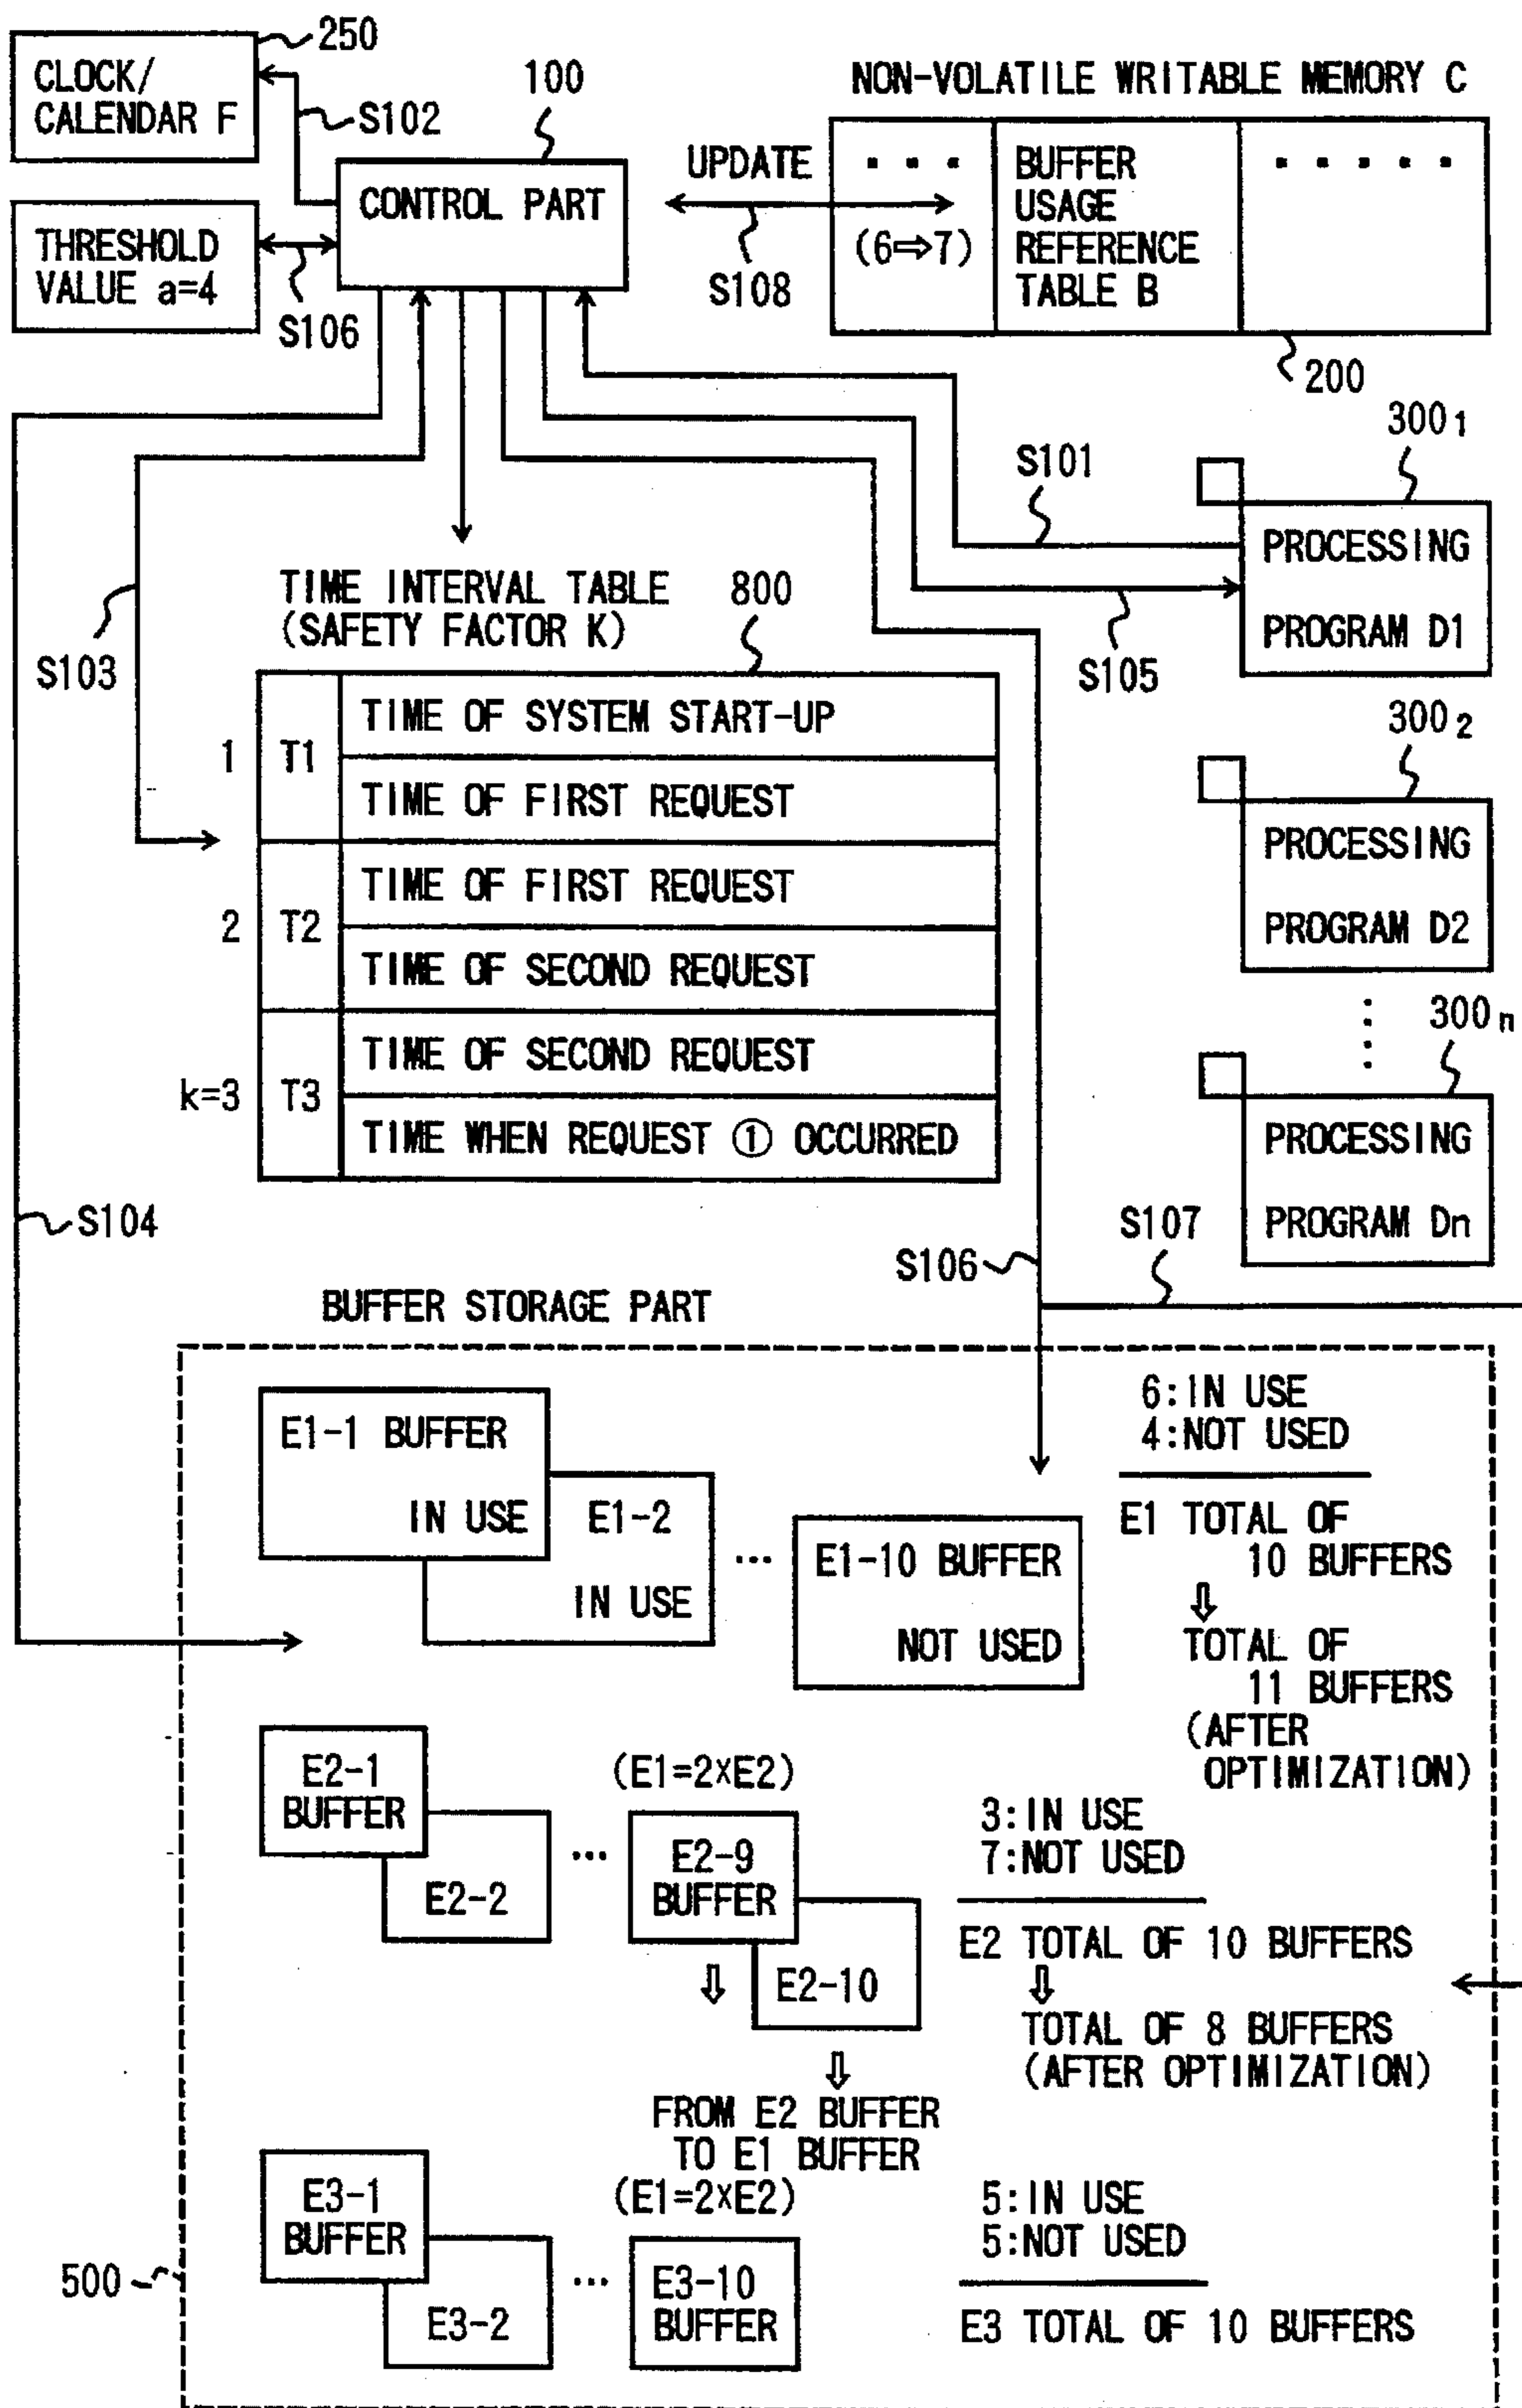 250
CLOCK/
CALENDAR F
S102
100
NON-VOLATILE WRITABLE MEMORY C
CONTROL PART
UPDATE
(6⇒7)
S108
BUFFER
USAGE
REFERENCE
TABLE B
200
THRESHOLD
VALUE a=4
S106
S101
300₁
PROCESSING
PROGRAM D1
S105
S103
TIME INTERVAL TABLE
(SAFETY FACTOR K)
800
1
T1
TIME OF SYSTEM START-UP
TIME OF FIRST REQUEST
2
T2
TIME OF FIRST REQUEST
TIME OF SECOND REQUEST
k=3
T3
TIME OF SECOND REQUEST
TIME WHEN REQUEST ① OCCURRED
300₂
PROCESSING
PROGRAM D2
300ₙ
PROCESSING
PROGRAM Dn
S104
S106
S107
BUFFER STORAGE PART
E1-1 BUFFER
IN USE
E1-2
IN USE
...
E1-10 BUFFER
NOT USED
6:IN USE
4:NOT USED
E1 TOTAL OF
10 BUFFERS
⇩
TOTAL OF
11 BUFFERS
(AFTER
OPTIMIZATION)
E2-1
BUFFER
E2-2
...
(E1=2×E2)
E2-9
BUFFER
E2-10
3:IN USE
7:NOT USED
E2 TOTAL OF 10 BUFFERS
⇩
TOTAL OF 8 BUFFERS
(AFTER OPTIMIZATION)
FROM E2 BUFFER
TO E1 BUFFER
(E1=2×E2)
E3-1
BUFFER
E3-2
...
E3-10
BUFFER
5:IN USE
5:NOT USED
E3 TOTAL OF 10 BUFFERS
500